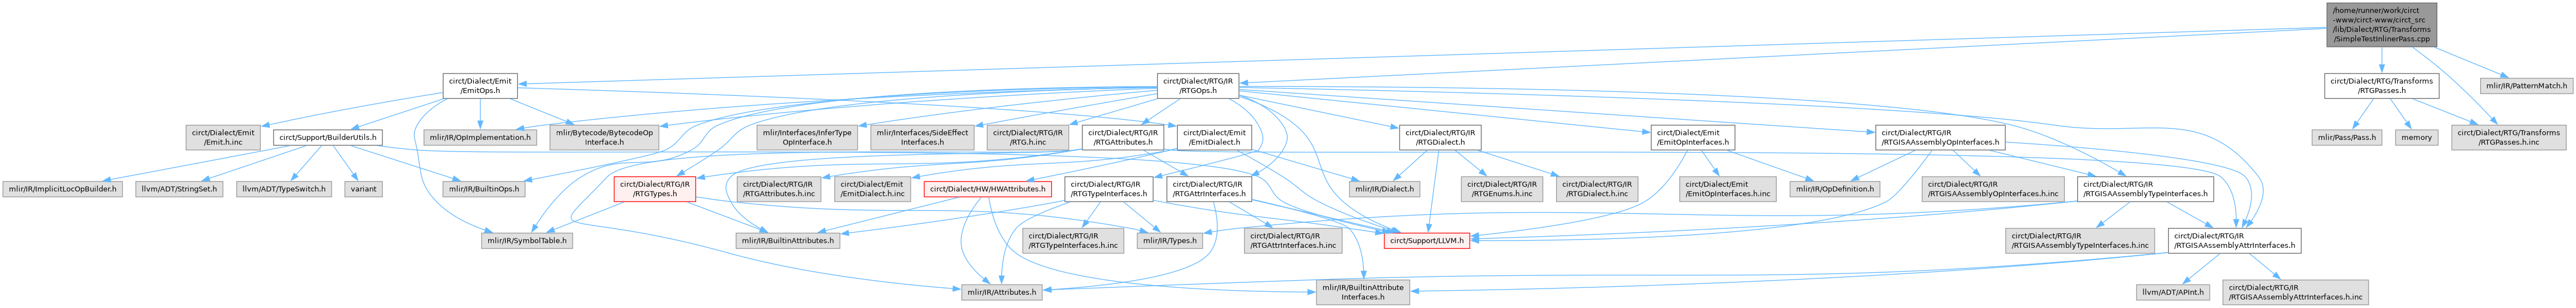 /home/runner/work/circt
-www/circt-www/circt_src
/lib/Dialect/RTG/Transforms
/SimpleTestInlinerPass.cpp
circt/Dialect/Emit
/EmitOps.h
circt/Dialect/RTG/IR
/RTGOps.h
circt/Dialect/RTG/Transforms
/RTGPasses.h
mlir/IR/PatternMatch.h
circt/Dialect/Emit
/Emit.h.inc
circt/Support/BuilderUtils.h
mlir/IR/OpImplementation.h
mlir/Bytecode/BytecodeOp
Interface.h
mlir/Interfaces/InferType
OpInterface.h
mlir/Interfaces/SideEffect
Interfaces.h
circt/Dialect/RTG/IR
/RTG.h.inc
circt/Dialect/RTG/IR
/RTGAttributes.h
circt/Dialect/Emit
/EmitDialect.h
circt/Dialect/RTG/IR
/RTGDialect.h
circt/Dialect/Emit
/EmitOpInterfaces.h
circt/Dialect/RTG/IR
/RTGISAAssemblyOpInterfaces.h
mlir/Pass/Pass.h
memory
circt/Dialect/RTG/Transforms
/RTGPasses.h.inc
mlir/IR/ImplicitLocOpBuilder.h
llvm/ADT/StringSet.h
llvm/ADT/TypeSwitch.h
variant
mlir/IR/BuiltinOps.h
circt/Dialect/RTG/IR
/RTGTypes.h
circt/Dialect/RTG/IR
/RTGAttributes.h.inc
circt/Dialect/Emit
/EmitDialect.h.inc
circt/Dialect/HW/HWAttributes.h
circt/Dialect/RTG/IR
/RTGTypeInterfaces.h
circt/Dialect/RTG/IR
/RTGAttrInterfaces.h
mlir/IR/Dialect.h
circt/Dialect/RTG/IR
/RTGEnums.h.inc
circt/Dialect/RTG/IR
/RTGDialect.h.inc
circt/Dialect/Emit
/EmitOpInterfaces.h.inc
mlir/IR/OpDefinition.h
circt/Dialect/RTG/IR
/RTGISAAssemblyOpInterfaces.h.inc
circt/Dialect/RTG/IR
/RTGISAAssemblyTypeInterfaces.h
mlir/IR/SymbolTable.h
mlir/IR/BuiltinAttributes.h
circt/Dialect/RTG/IR
/RTGTypeInterfaces.h.inc
mlir/IR/Types.h
circt/Dialect/RTG/IR
/RTGAttrInterfaces.h.inc
circt/Support/LLVM.h
circt/Dialect/RTG/IR
/RTGISAAssemblyTypeInterfaces.h.inc
circt/Dialect/RTG/IR
/RTGISAAssemblyAttrInterfaces.h
mlir/IR/Attributes.h
mlir/IR/BuiltinAttribute
Interfaces.h
llvm/ADT/APInt.h
circt/Dialect/RTG/IR
/RTGISAAssemblyAttrInterfaces.h.inc